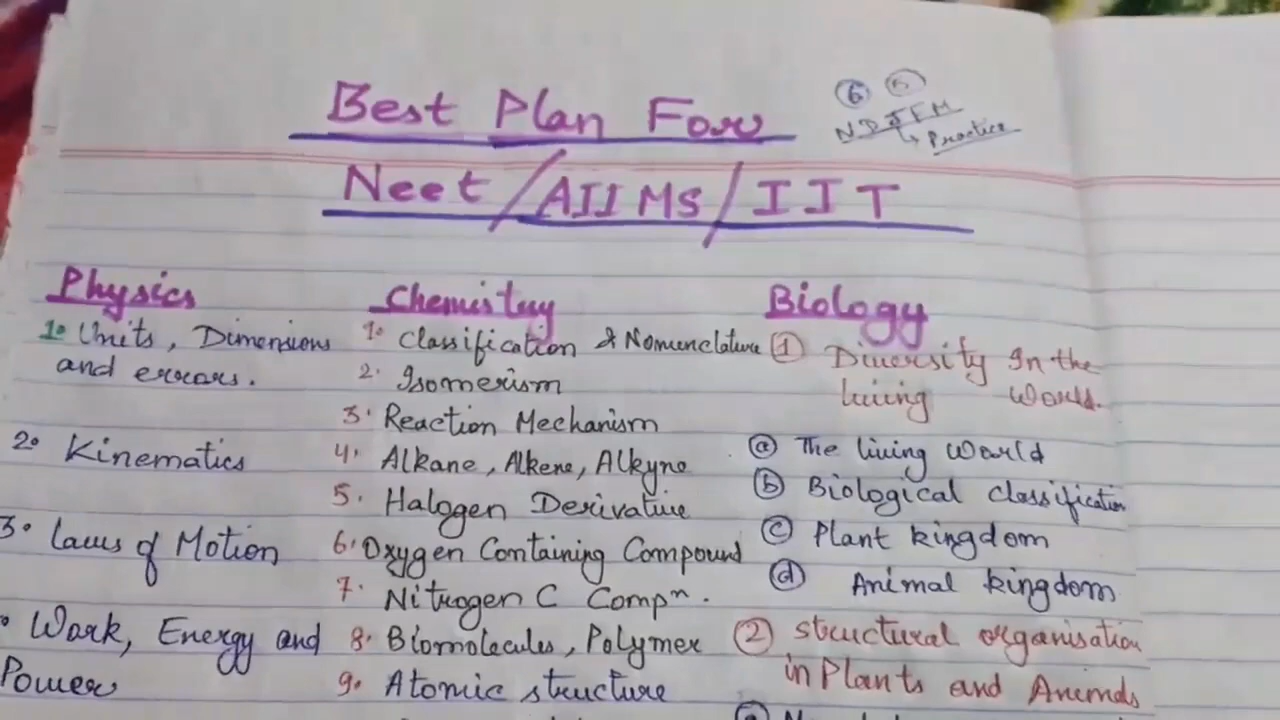 Best Plan For
Neet / AIIMS / IIT
6 5
NDJFM
↳ Practice
Physics
1. Units, Dimensions
and errors.
2. Kinematics
3. Laws of Motion
Work, Energy and
Power
Chemistry
1. Classification & Nomenclature
2. Isomerism
3. Reaction Mechanism
4. Alkane, Alkene, Alkyne
5. Halogen Derivative
6. Oxygen Containing Compound
7. Nitrogen C Compⁿ.
8. Biomolecules, Polymer
9. Atomic structure
Biology
1 Diversity In the
living World.
a The living World
b Biological classification
c Plant kingdom
d Animal kingdom
2 Structural organisation
in Plants and Animals